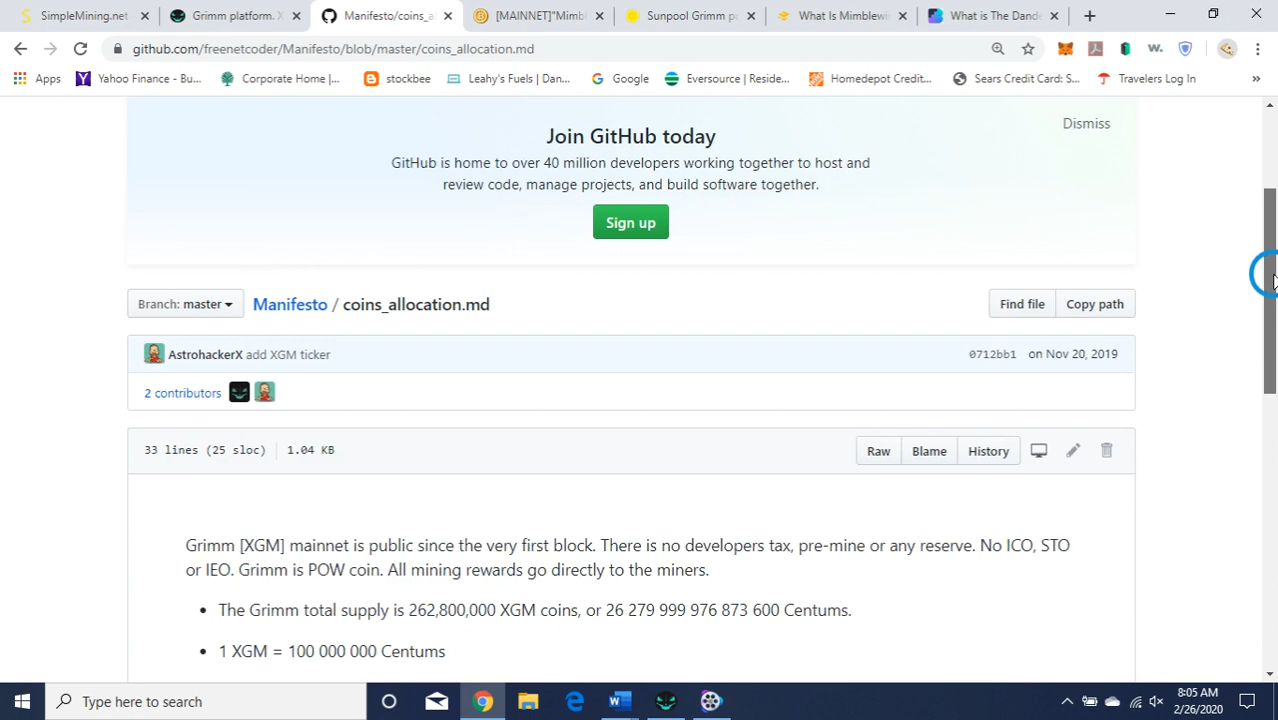 SimpleMining.net
Grimm platform. X
Manifesto/coins_a
[MAINNET]"Mimb
Sunpool Grimm p
What Is Mimblewi
What is The Dande
github.com/freenetcoder/Manifesto/blob/master/coins_allocation.md
Apps
Yahoo Finance - Bu...
Corporate Home |...
stockbee
Leahy's Fuels | Dan...
Google
Eversource | Reside...
Homedepot Credit...
Sears Credit Card: S...
Travelers Log In
»
Dismiss
Join GitHub today
GitHub is home to over 40 million developers working together to host and
review code, manage projects, and build software together.
Sign up
Branch: master
Manifesto / coins_allocation.md
Find file
Copy path
AstrohackerX add XGM ticker
0712bb1 on Nov 20, 2019
2 contributors
33 lines (25 sloc) 1.04 KB
Raw
Blame
History
Grimm [XGM] mainnet is public since the very first block. There is no developers tax, pre-mine or any reserve. No ICO, STO
or IEO. Grimm is POW coin. All mining rewards go directly to the miners.
• The Grimm total supply is 262,800,000 XGM coins, or 26 279 999 976 873 600 Centums.
• 1 XGM = 100 000 000 Centums
Type here to search
8:05 AM
2/26/2020